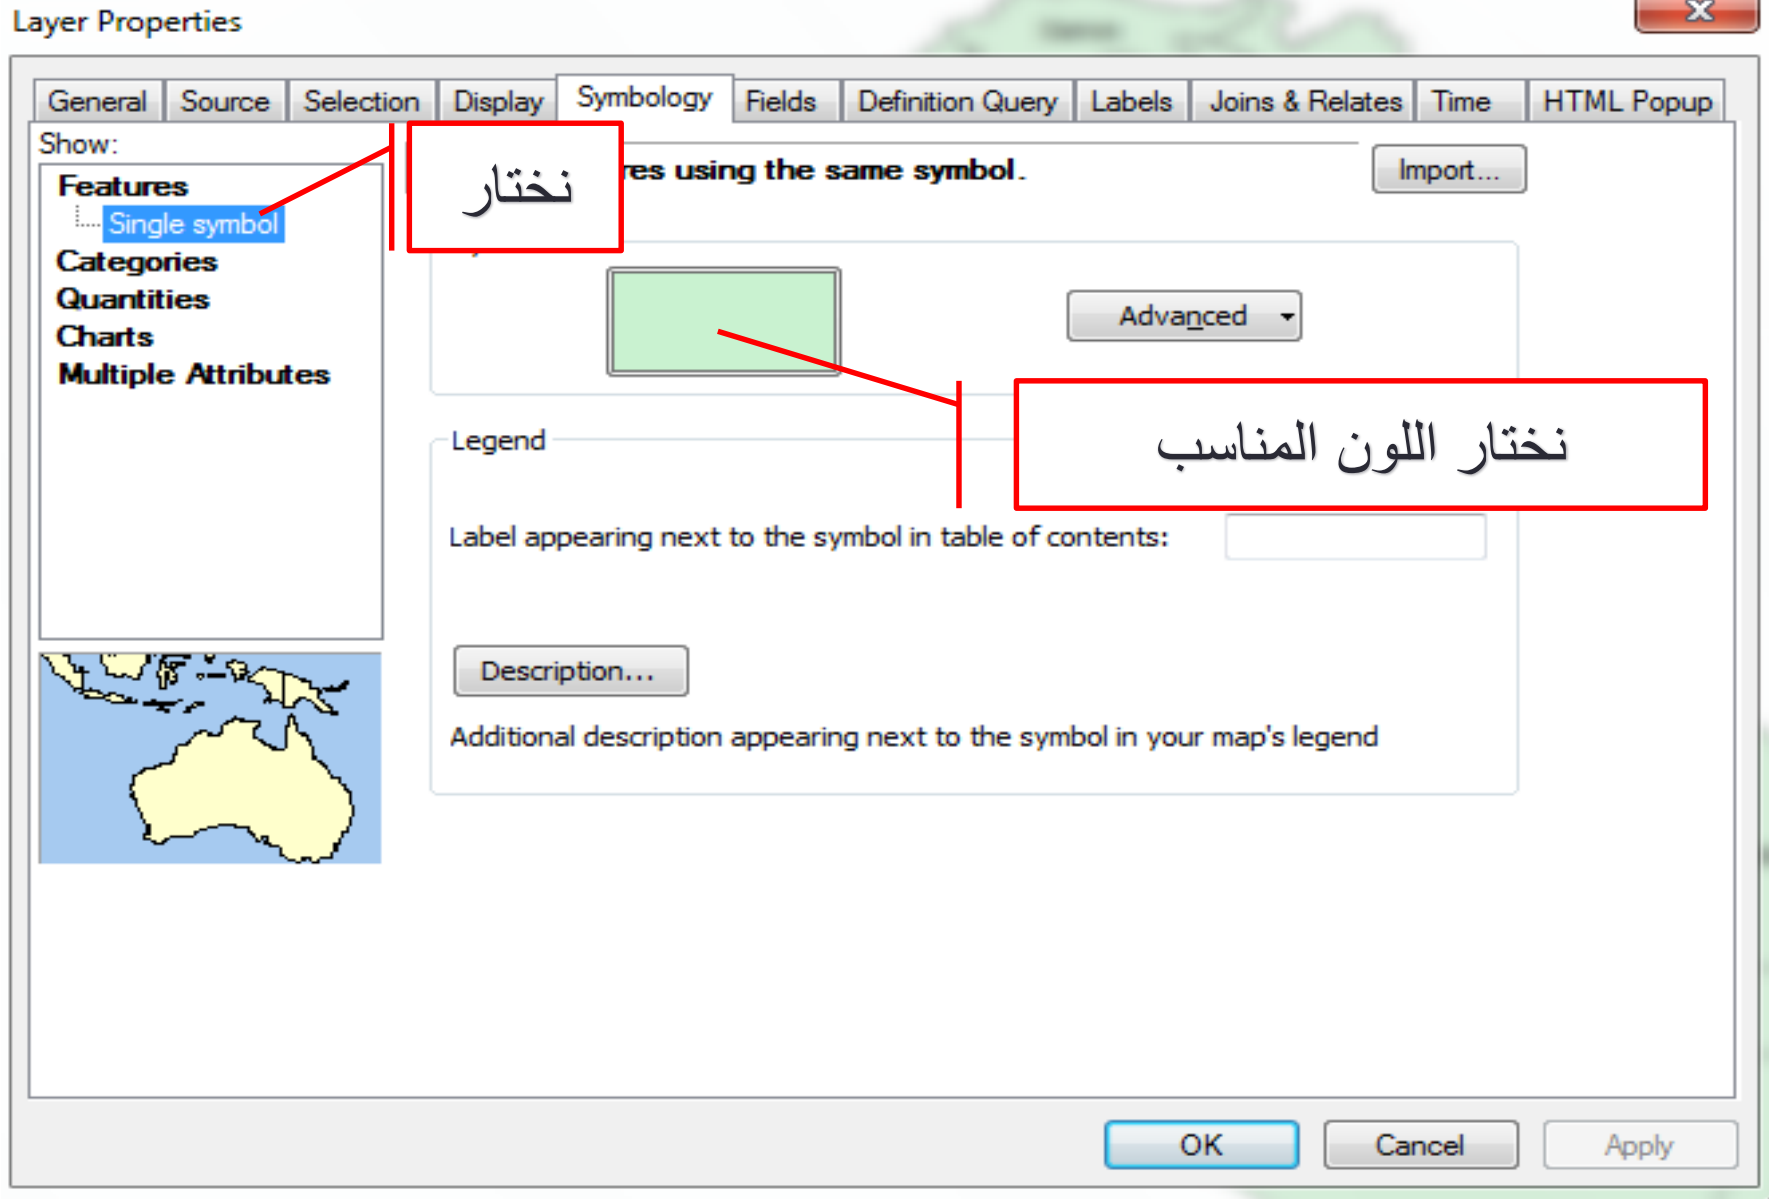 Layer Properties
x
General Source Selection Display Symbology Fields Definition Query Labels Joins & Relates Time HTML Popup
Show:
Features
Single symbol
Categories
Quantities
Charts
Multiple Attributes
نختار
using the same symbol.
Import...
Advanced
نختار اللون المناسب
Legend
Label appearing next to the symbol in table of contents:
Description...
Additional description appearing next to the symbol in your map's legend
OK Cancel Apply